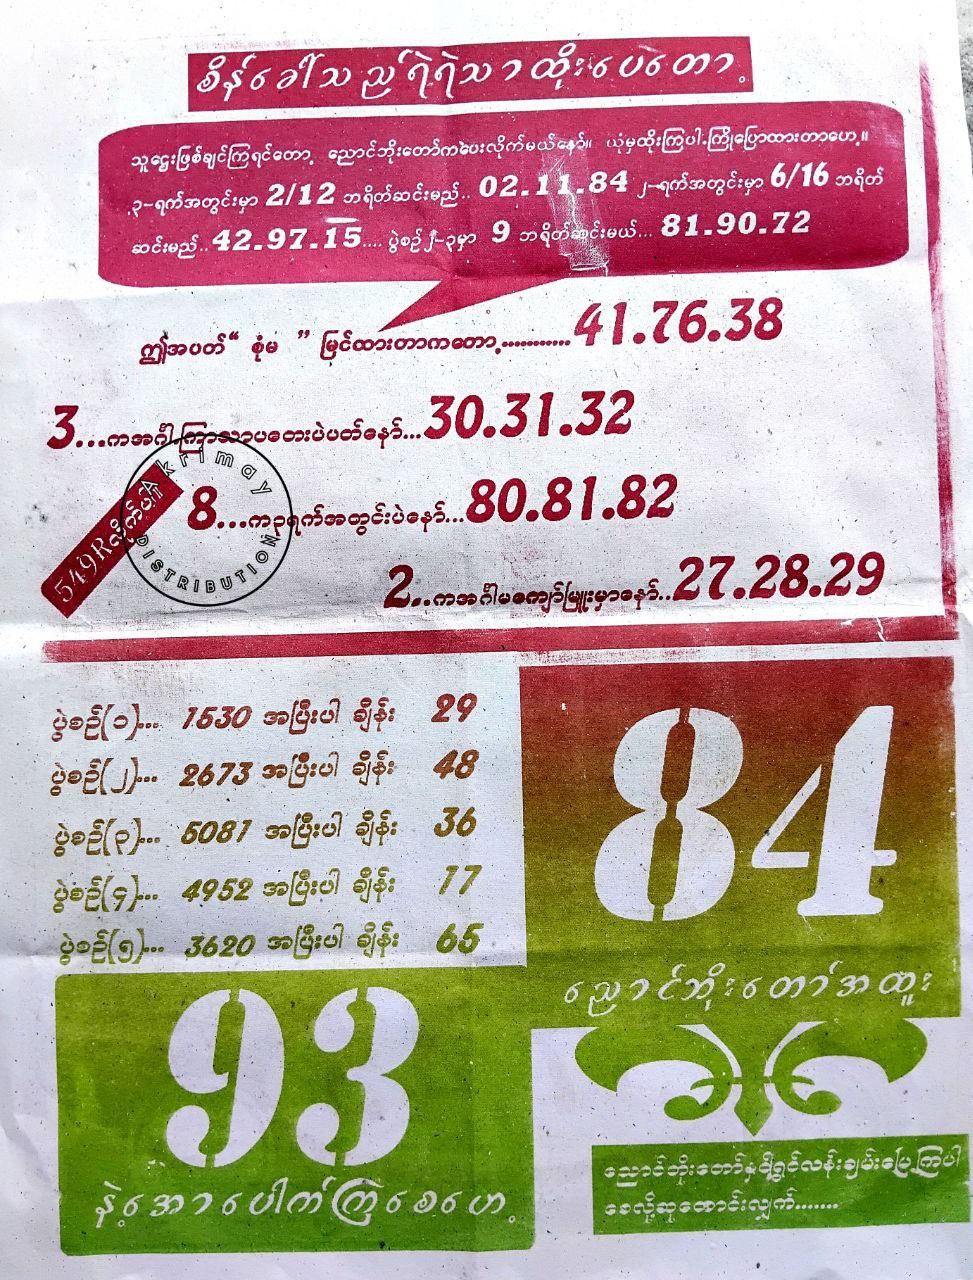 စိန်ခေါ်သည်ရဲရဲသာထိုးပေတော့
သူဌေးဖြစ်ချင်ကြရင်တော့ ညောင်ဘိုးတော်ကပေးလိုက်မယ်နော်။ ယုံမှထိုးကြပါ.ကြိုပြောထားတာဟေ့။
၃-ရက်အတွင်းမှာ 2/12 ဘရိတ်ဆင်းမည်.. 02.11.84 ၂-ရက်အတွင်းမှာ 6/16 ဘရိတ်
ဆင်းမည်..42.97.15.... ပွဲစဉ်၂-၃မှာ 9 ဘရိတ်ဆင်းမယ်... 81.90.72
ဤအပတ်“ စုံမ ” မြင်ထားတာကတော့............41.76.38
3...ကအင်္ဂါ.ကြာသာပတေးပဲပတ်နော်...30.31.32
8...က၃ရက်အတွင်းပဲနော်...80.81.82
549Rလိုက်ပါ
Akrimay
DISTRIBUTION
2..ကအင်္ဂါမကျော်မြူးမှာနော်..27.28.29
ပွဲစဉ်(၁)... 1530 အပြီးပါ ချိန်း 29
ပွဲစဉ်(၂)... 2673 အပြီးပါ ချိန်း 48
ပွဲစဉ်(၃)... 5081 အပြီးပါ ချိန်း 36
ပွဲစဉ်(၄)... 4952 အပြီးပါ ချိန်း 17
ပွဲစဉ်(၅)... 3620 အပြီးပါ ချိန်း 65
84
ညောင်ဘိုးတော်အထူး
93
နဲ့အောပေါက်ကြစေဟေ့
ညောင်ဘိုးတော်နှင့်ရွှင်လန်းချမ်းမြေ့ကြပါ
စေလို့ဆုတောင်းလျှက်.......